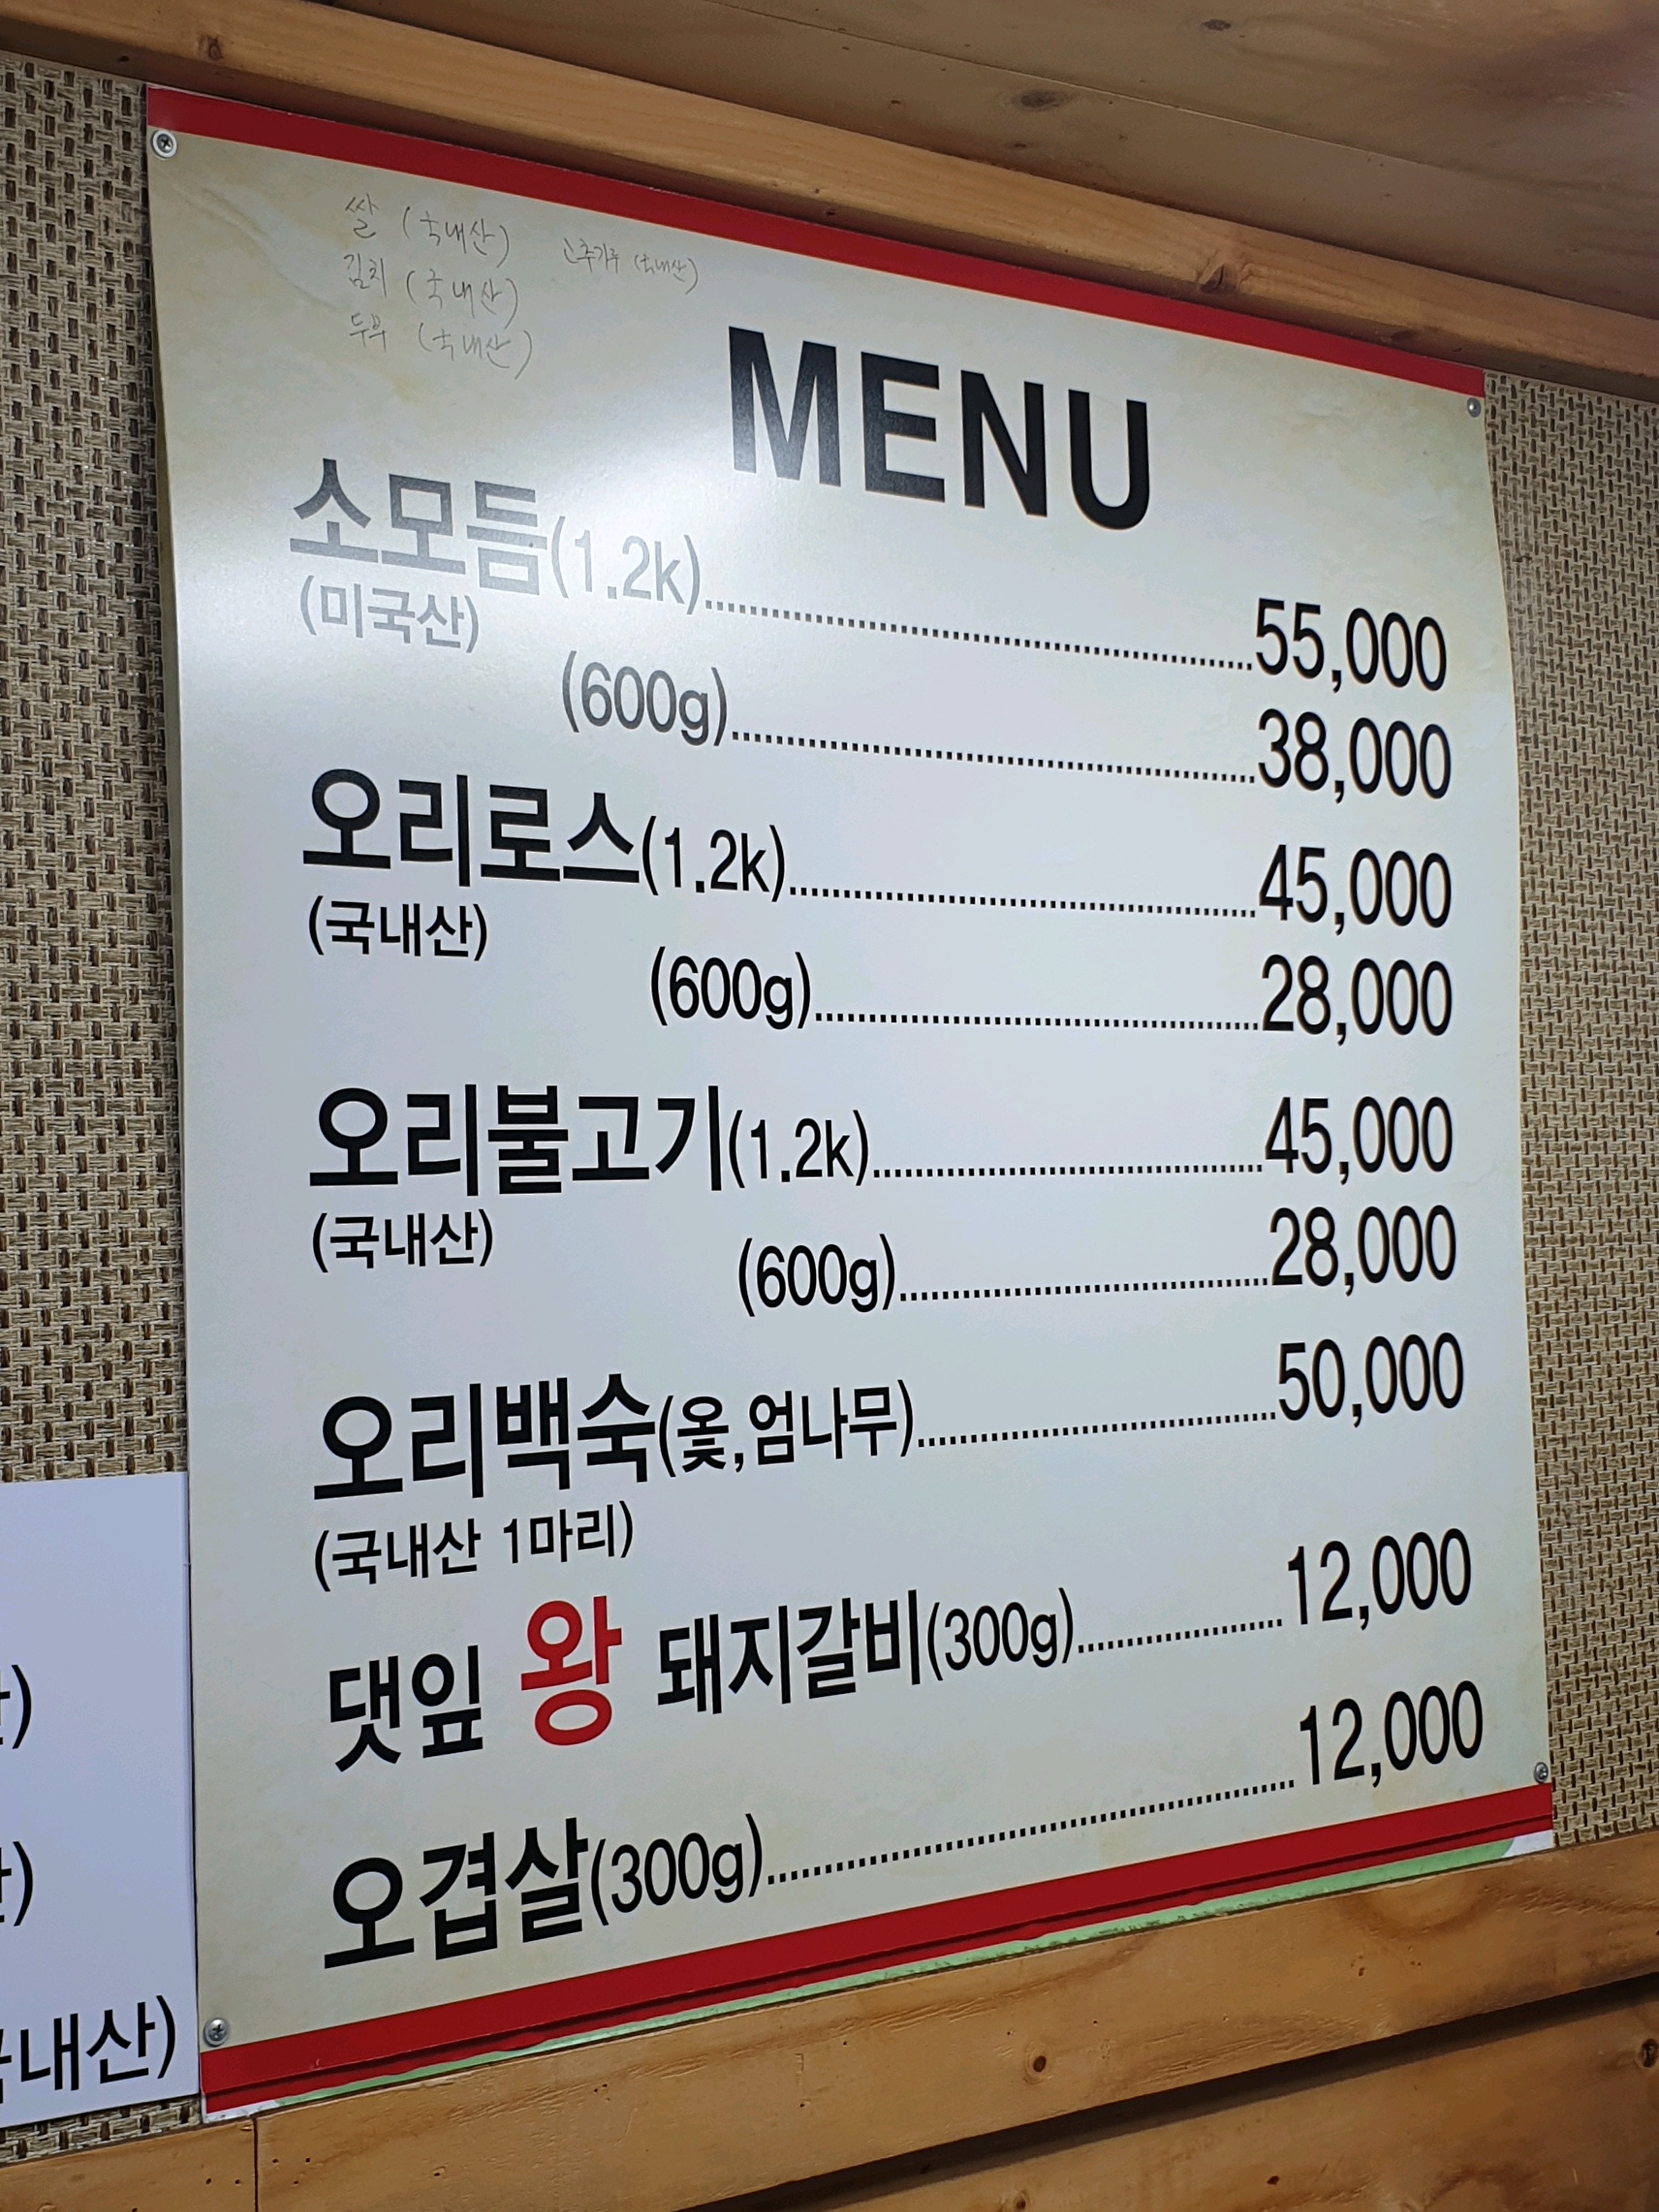 쌀 (국내산) 고추가루 (국내산)
김치 (국내산)
두부 (국내산)
MENU
소모듬(1.2k)............55,000
(미국산)
(600g)............38,000
오리로스(1.2k)............45,000
(국내산)
(600g)............28,000
오리불고기(1.2k)............45,000
(국내산)
(600g)............28,000
오리백숙(옻,엄나무)............50,000
(국내산 1마리)
댓잎 왕 돼지갈비(300g)............12,000
오겹살(300g)............12,000
내산)